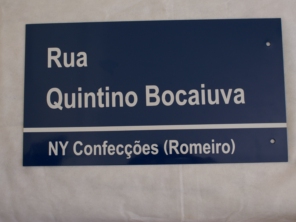 Rua
Quintino Bocaiuva
NY Confecções (Romeiro)